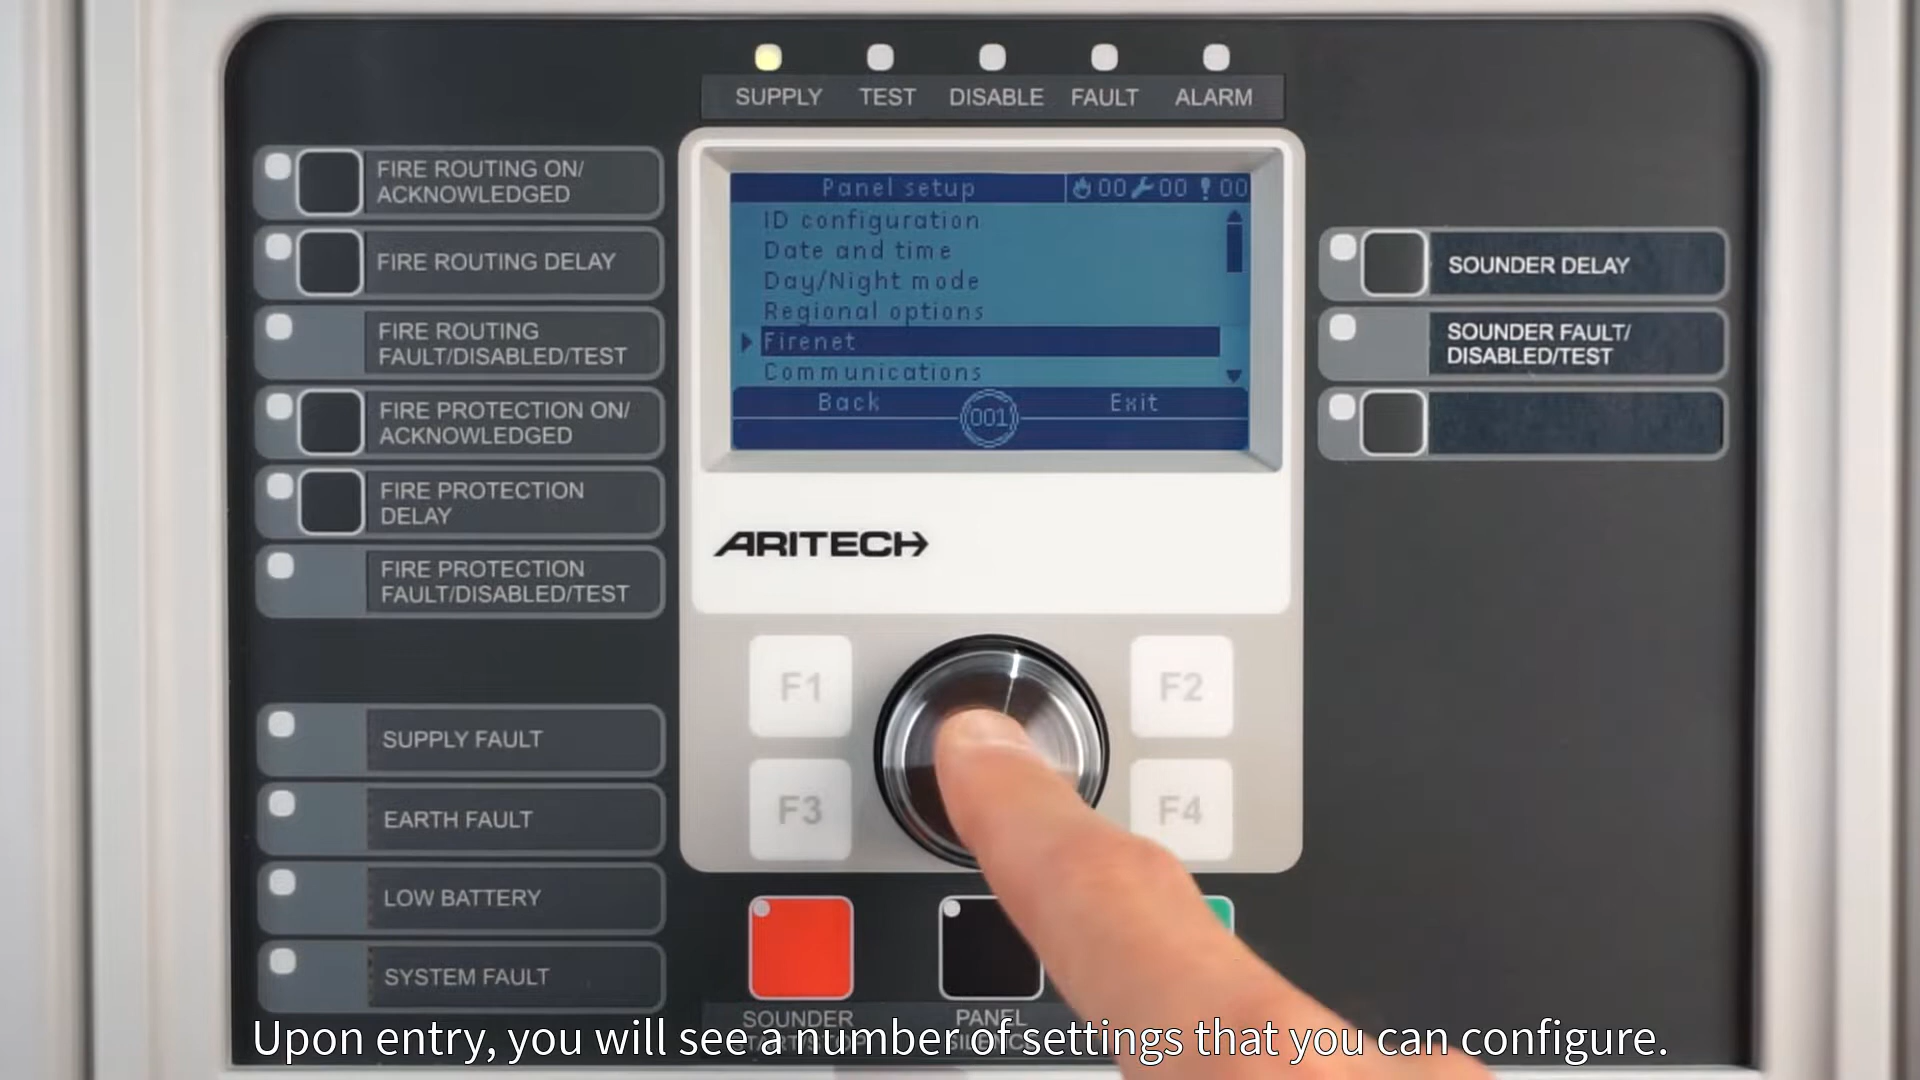 SUPPLY TEST DISABLE FAULT ALARM
FIRE ROUTING ON/
ACKNOWLEDGED
FIRE ROUTING DELAY
FIRE ROUTING
FAULT/DISABLED/TEST
FIRE PROTECTION ON/
ACKNOWLEDGED
FIRE PROTECTION
DELAY
FIRE PROTECTION
FAULT/DISABLED/TEST
SUPPLY FAULT
EARTH FAULT
LOW BATTERY
SYSTEM FAULT
Panel setup 00 00 00
ID configuration
Date and time
Day/Night mode
Regional options
Firenet
Communications
Back Exit
001
ARITECH
F1 F2
F3 F4
SOUNDER DELAY
SOUNDER FAULT/
DISABLED/TEST
SOUNDER PANEL
Upon entry, you will see a number of settings that you can configure.